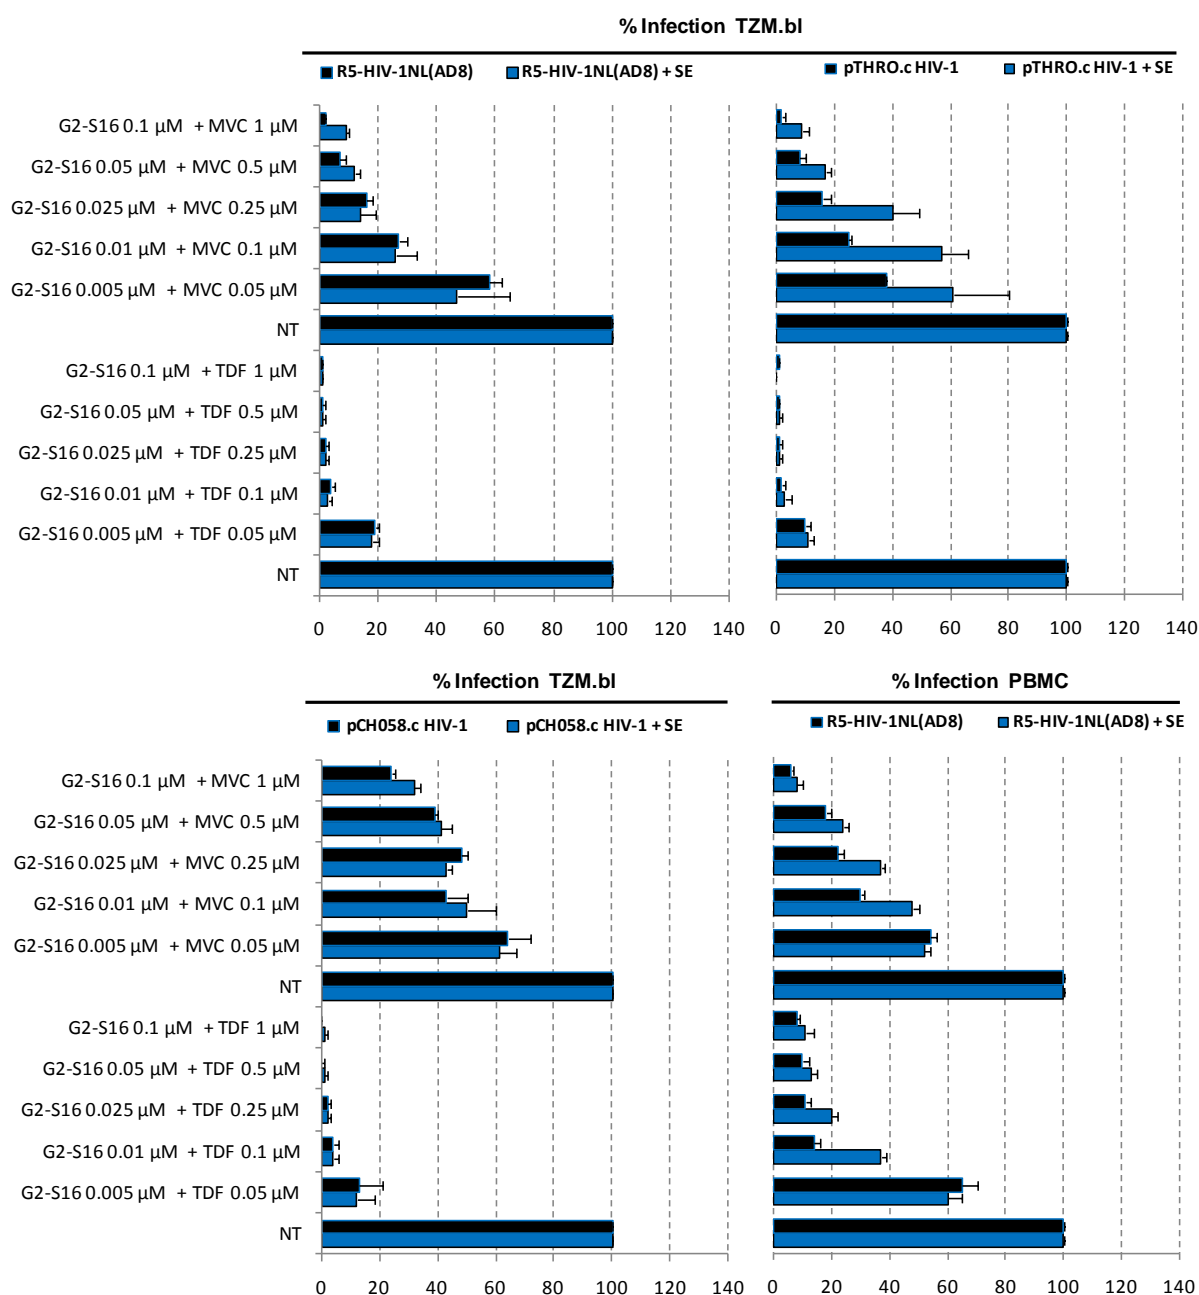 % Infection TZM.bl
R5-HIV-1NL(AD8) R5-HIV-1NL(AD8) + SE
pTHRO.c HIV-1 pTHRO.c HIV-1 + SE
G2-S16 0.1 µM + MVC 1 µM
G2-S16 0.05 µM + MVC 0.5 µM
G2-S16 0.025 µM + MVC 0.25 µM
G2-S16 0.01 µM + MVC 0.1 µM
G2-S16 0.005 µM + MVC 0.05 µM
NT
G2-S16 0.1 µM + TDF 1 µM
G2-S16 0.05 µM + TDF 0.5 µM
G2-S16 0.025 µM + TDF 0.25 µM
G2-S16 0.01 µM + TDF 0.1 µM
G2-S16 0.005 µM + TDF 0.05 µM
NT
0 20 40 60 80 100 120 140
0 20 40 60 80 100 120 140
% Infection TZM.bl
% Infection PBMC
pCH058.c HIV-1 pCH058.c HIV-1 + SE
R5-HIV-1NL(AD8) R5-HIV-1NL(AD8) + SE
G2-S16 0.1 µM + MVC 1 µM
G2-S16 0.05 µM + MVC 0.5 µM
G2-S16 0.025 µM + MVC 0.25 µM
G2-S16 0.01 µM + MVC 0.1 µM
G2-S16 0.005 µM + MVC 0.05 µM
NT
G2-S16 0.1 µM + TDF 1 µM
G2-S16 0.05 µM + TDF 0.5 µM
G2-S16 0.025 µM + TDF 0.25 µM
G2-S16 0.01 µM + TDF 0.1 µM
G2-S16 0.005 µM + TDF 0.05 µM
NT
0 20 40 60 80 100 120 140
0 20 40 60 80 100 120 140